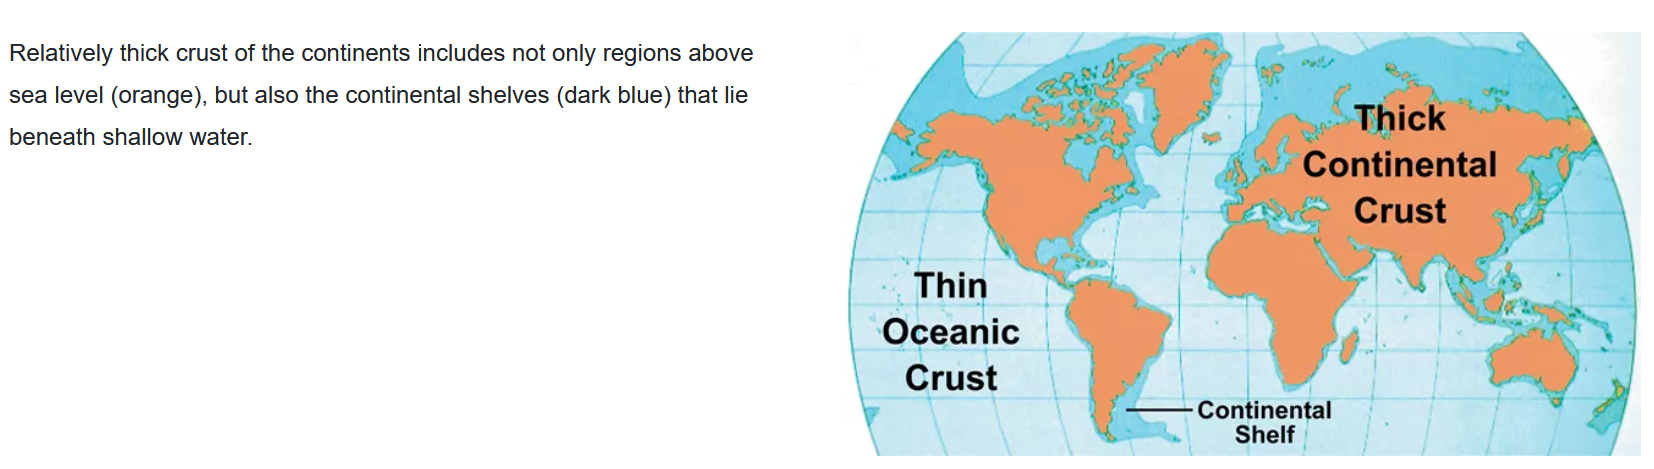 Relatively thick crust of the continents includes not only regions above
sea level (orange), but also the continental shelves (dark blue) that lie
beneath shallow water.
Thick
Continental
Crust
Thin
Oceanic
Crust
Continental
Shelf